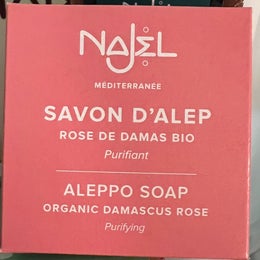 NAJEL
MÉDITERRANÉE
SAVON D'ALEP
ROSE DE DAMAS BIO
Purifiant
ALEPPO SOAP
ORGANIC DAMASCUS ROSE
Purifying